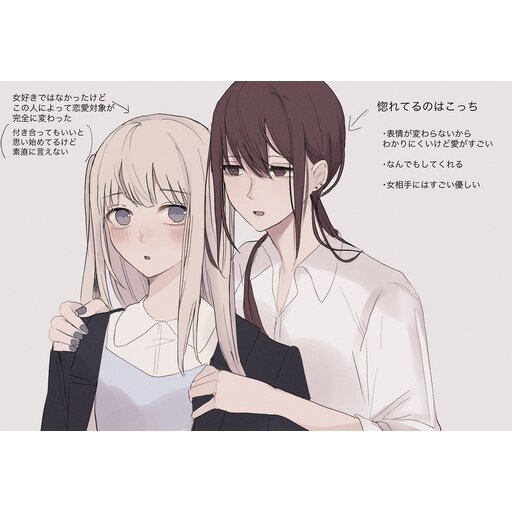 女好きではなかったけど
この人によって恋愛対象が
完全に変わった
(付き合ってもいいと
思い始めてるけど
素直に言えない)
惚れてるのはこっち
・表情が変わらないから
わかりにくいけど愛がすごい
・なんでもしてくれる
・女相手にはすごい優しい